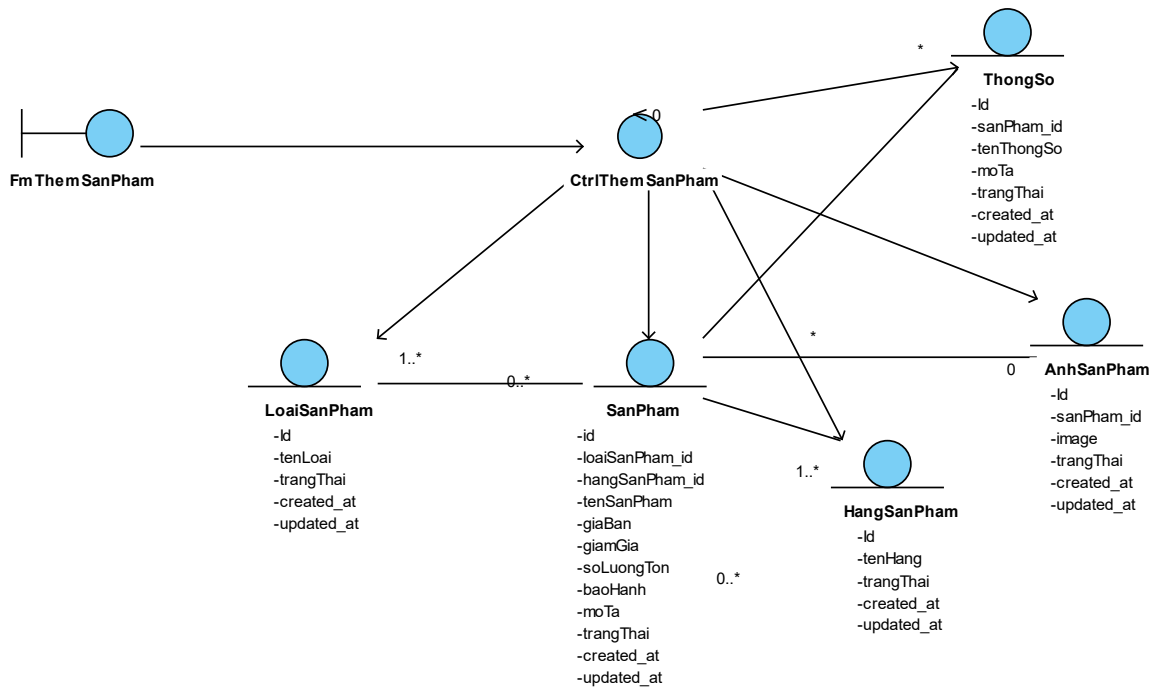 *
ThongSo
-Id
-sanPham_id
-tenThongSo
-moTa
-trangThai
-created_at
-updated_at
0
FmThemSanPham
CtrlThemSanPham
1..*
0..*
LoaiSanPham
-Id
-tenLoai
-trangThai
-created_at
-updated_at
SanPham
-id
-loaiSanPham_id
-hangSanPham_id
-tenSanPham
-giaBan
-giamGia
-soLuongTon
-baoHanh
-moTa
-trangThai
-created_at
-updated_at
*
0
AnhSanPham
-Id
-sanPham_id
-image
-trangThai
-created_at
-updated_at
1..*
0..*
HangSanPham
-Id
-tenHang
-trangThai
-created_at
-updated_at